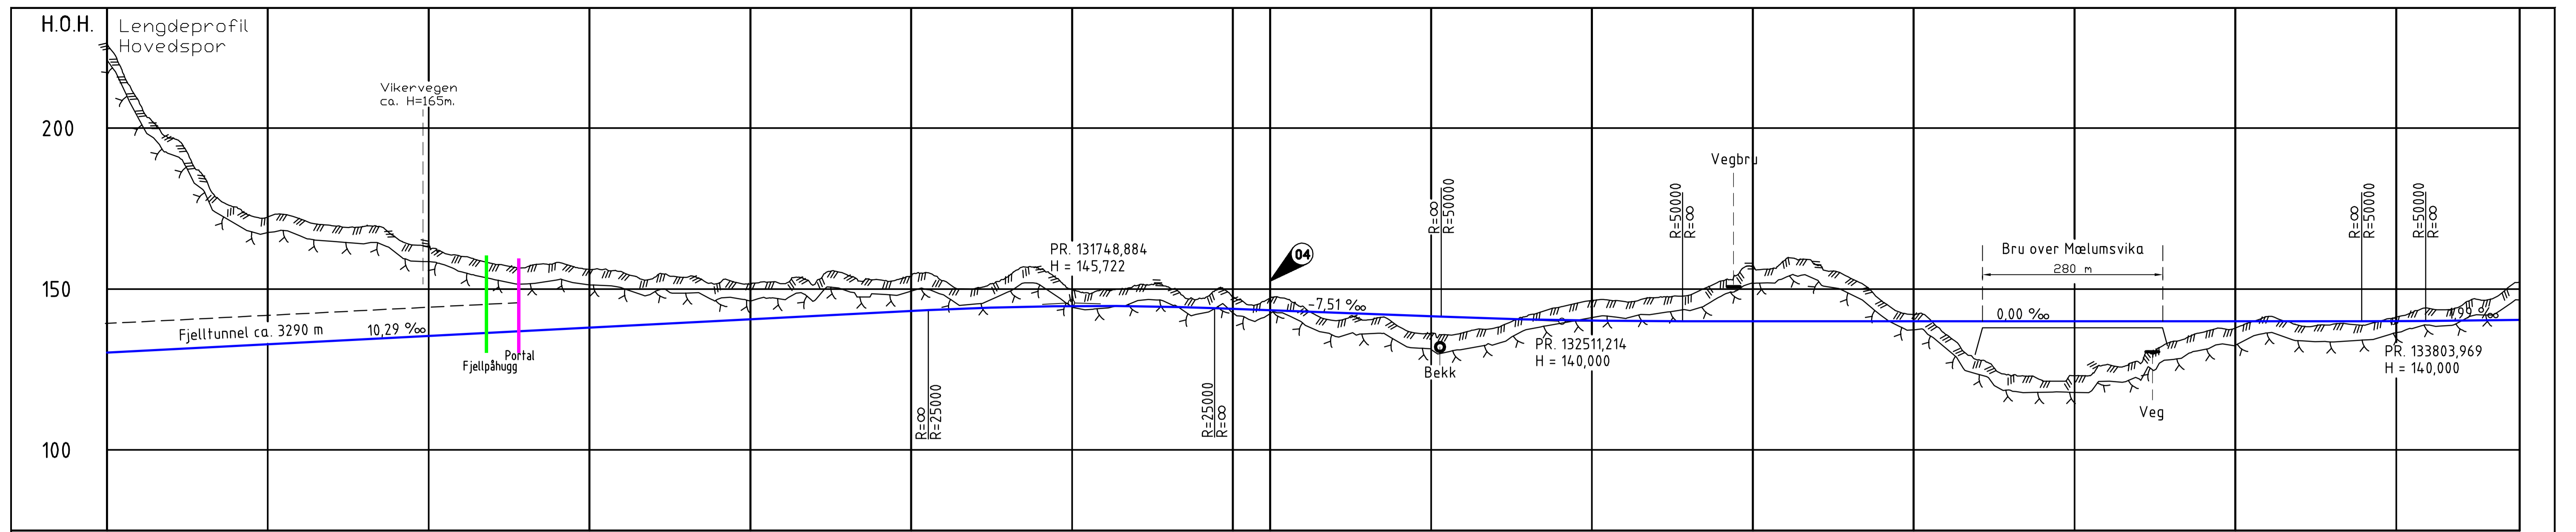 H.O.H.
Lengdeprofil
Hovedspor
Vikervegen
ca. H=165m.
200
150
100
Fjelltunnel ca. 3290 m
10,29 ‰
Fjellpåhugg
Portal
R=∞
R=25000
PR. 131748,884
H = 145,722
R=25000
R=∞
04
-7,51 ‰
R=∞
R=50000
Bekk
PR. 132511,214
H = 140,000
R=50000
R=∞
Vegbru
0,00 ‰
Bru over Mælumsvika
280 m
Veg
R=∞
R=50000
R=50000
R=∞
PR. 133803,969
H = 140,000